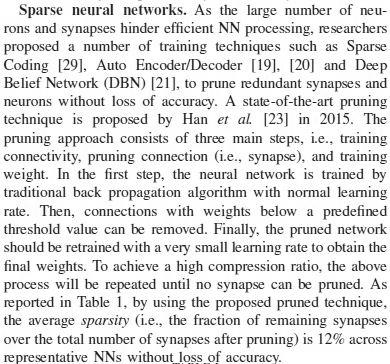 Sparse neural networks. As the large number of neu-
rons and synapses hinder efficient NN processing, researchers
proposed a number of training techniques such as Sparse
Coding [29], Auto Encoder/Decoder [19], [20] and Deep
Belief Network (DBN) [21], to prune redundant synapses and
neurons without loss of accuracy. A state-of-the-art pruning
technique is proposed by Han et al. [23] in 2015. The
pruning approach consists of three main steps, i.e., training
connectivity, pruning connection (i.e., synapse), and training
weight. In the first step, the neural network is trained by
traditional back propagation algorithm with normal learning
rate. Then, connections with weights below a predefined
threshold value can be removed. Finally, the pruned network
should be retrained with a very small learning rate to obtain the
final weights. To achieve a high compression ratio, the above
process will be repeated until no synapse can be pruned. As
reported in Table 1, by using the proposed pruned technique,
the average sparsity (i.e., the fraction of remaining synapses
over the total number of synapses after pruning) is 12% across
representative NNs without loss of accuracy.